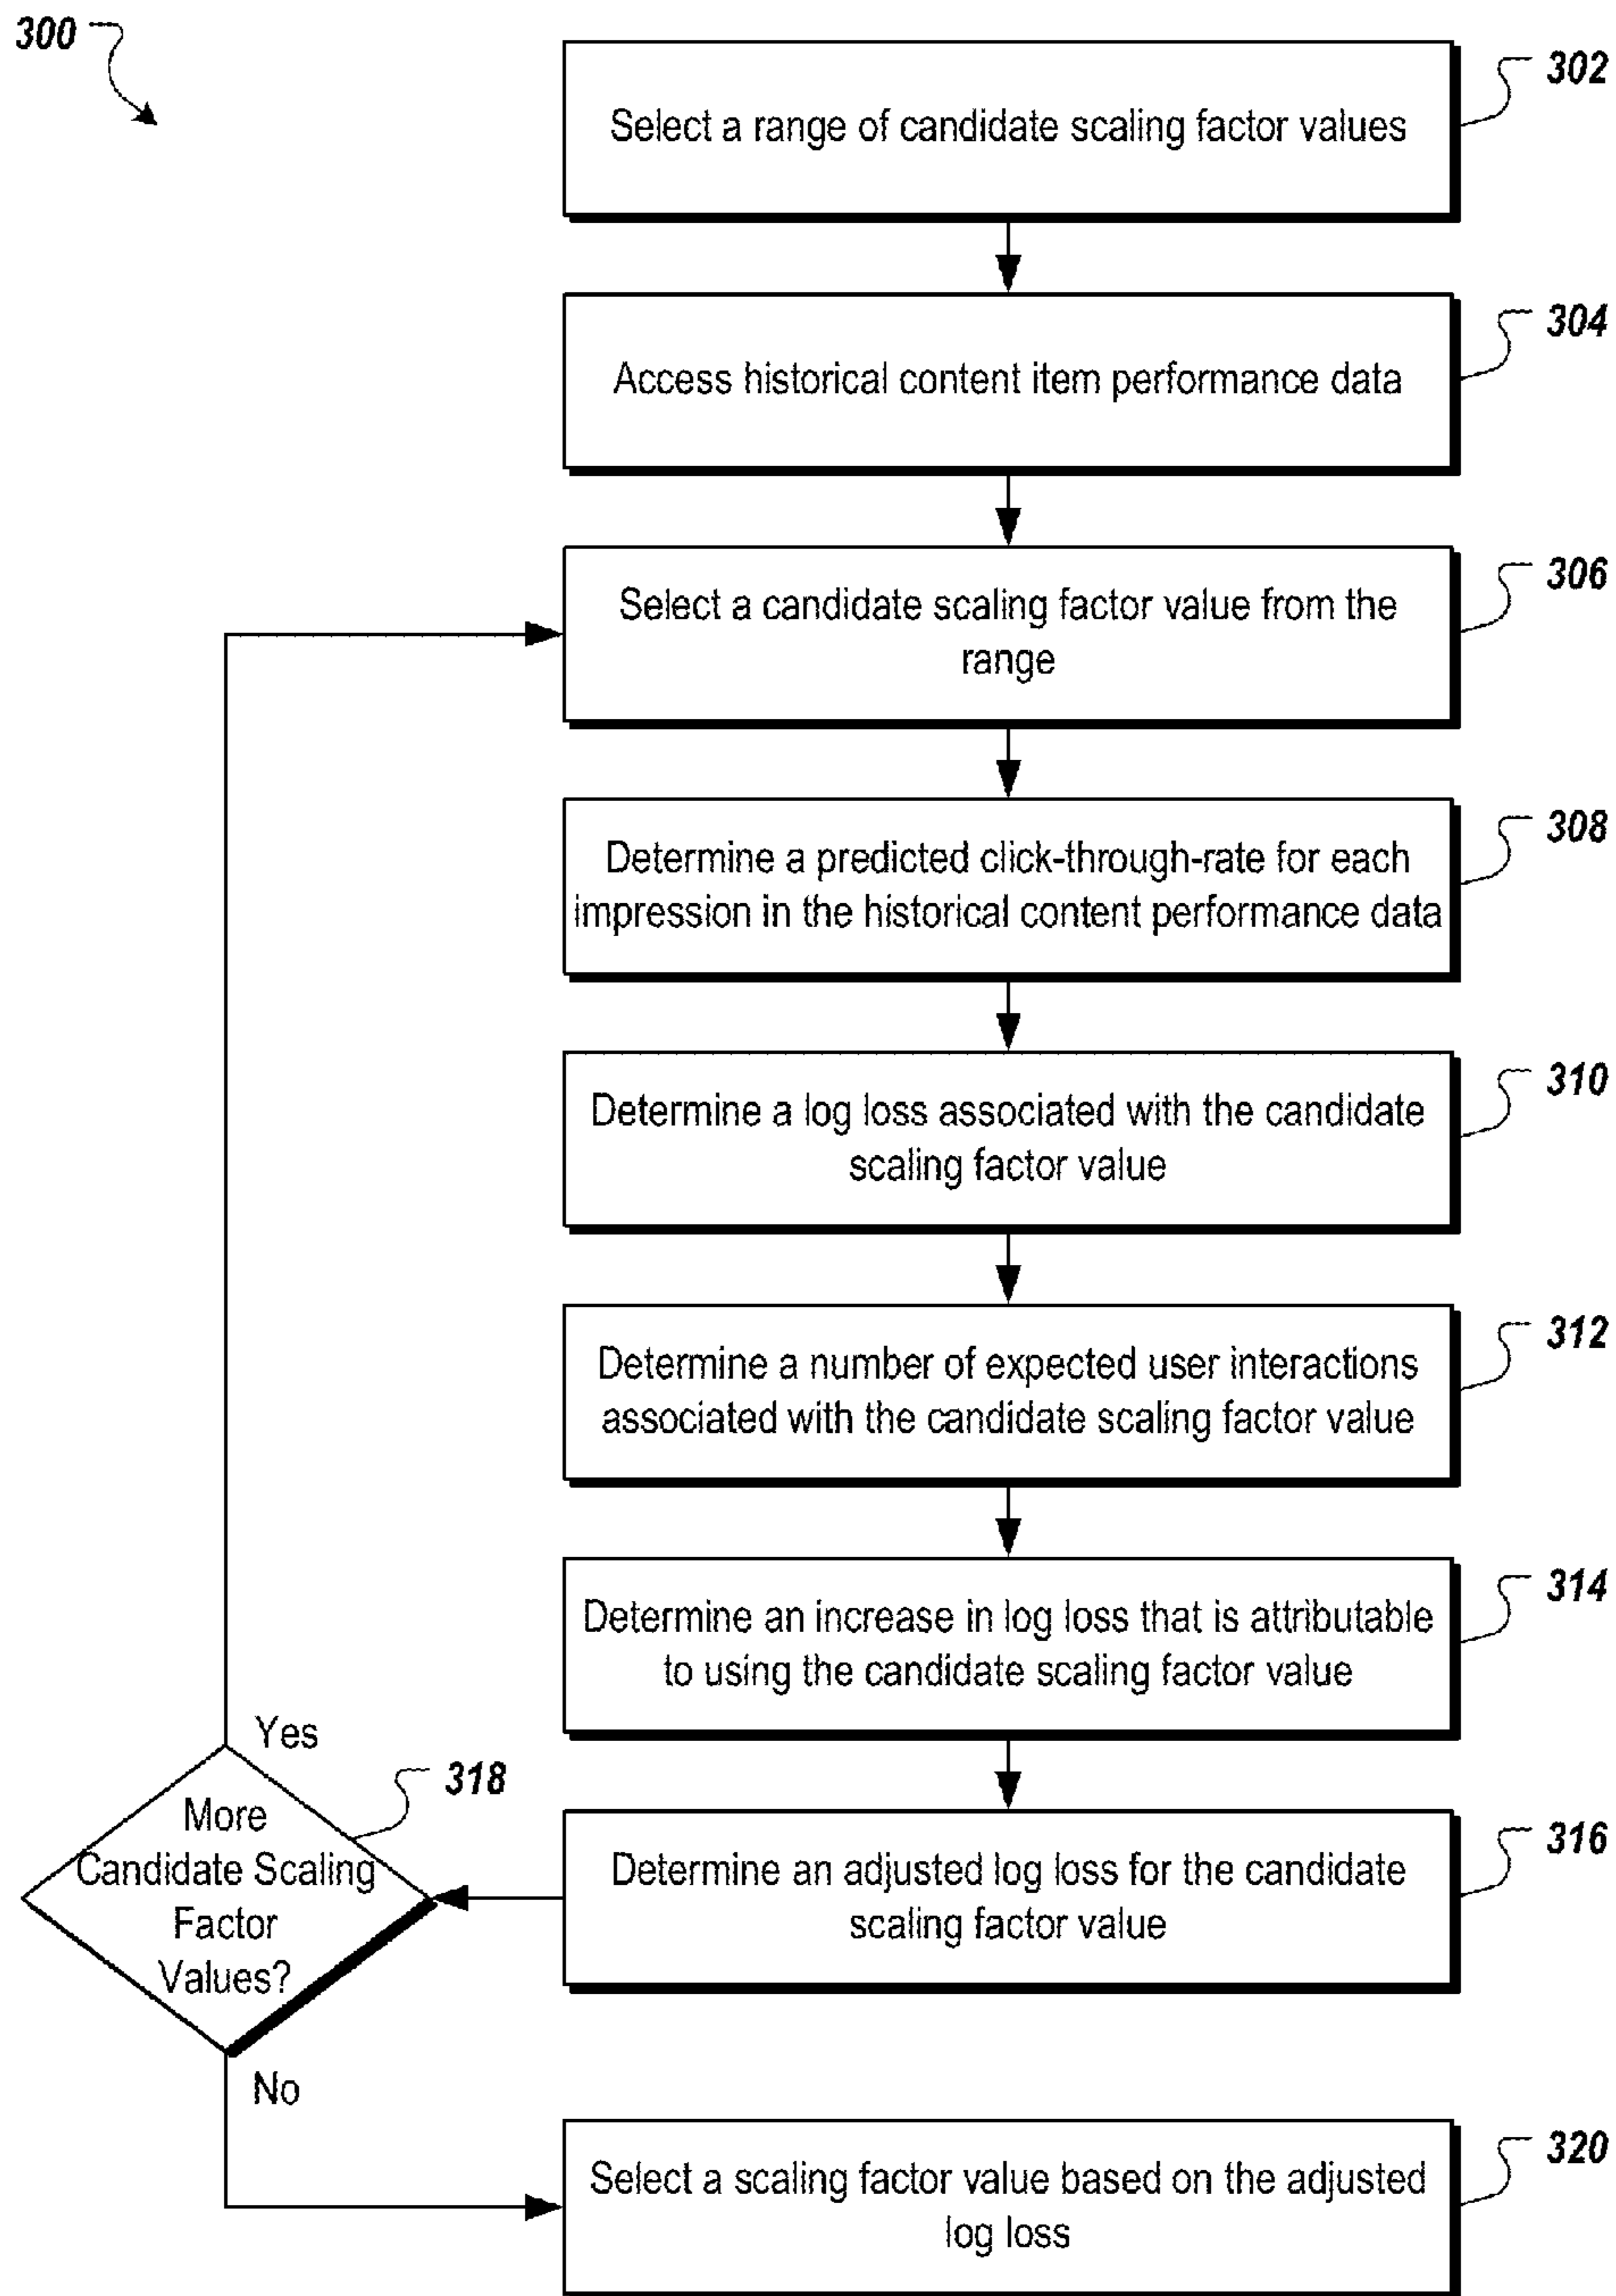 300
302
Select a range of candidate scaling factor values
304
Access historical content item performance data
306
Select a candidate scaling factor value from the
range
308
Determine a predicted click-through-rate for each
impression in the historical content performance data
310
Determine a log loss associated with the candidate
scaling factor value
312
Determine a number of expected user interactions
associated with the candidate scaling factor value
314
Determine an increase in log loss that is attributable
to using the candidate scaling factor value
Yes
318
More
Candidate Scaling
Factor
Values?
316
Determine an adjusted log loss for the candidate
scaling factor value
No
320
Select a scaling factor value based on the adjusted
log loss